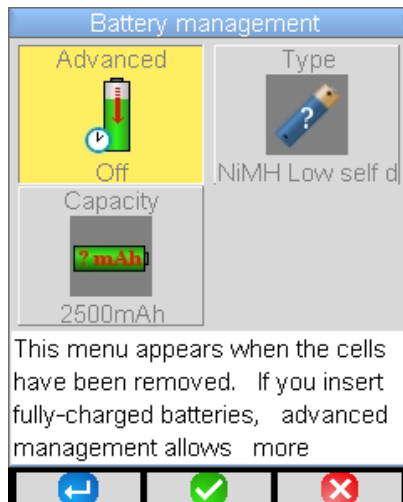 Battery management
Advanced
Off
Type
?
NiMH Low self d
Capacity
? mAh
2500mAh
This menu appears when the cells
have been removed. If you insert
fully-charged batteries, advanced
management allows more